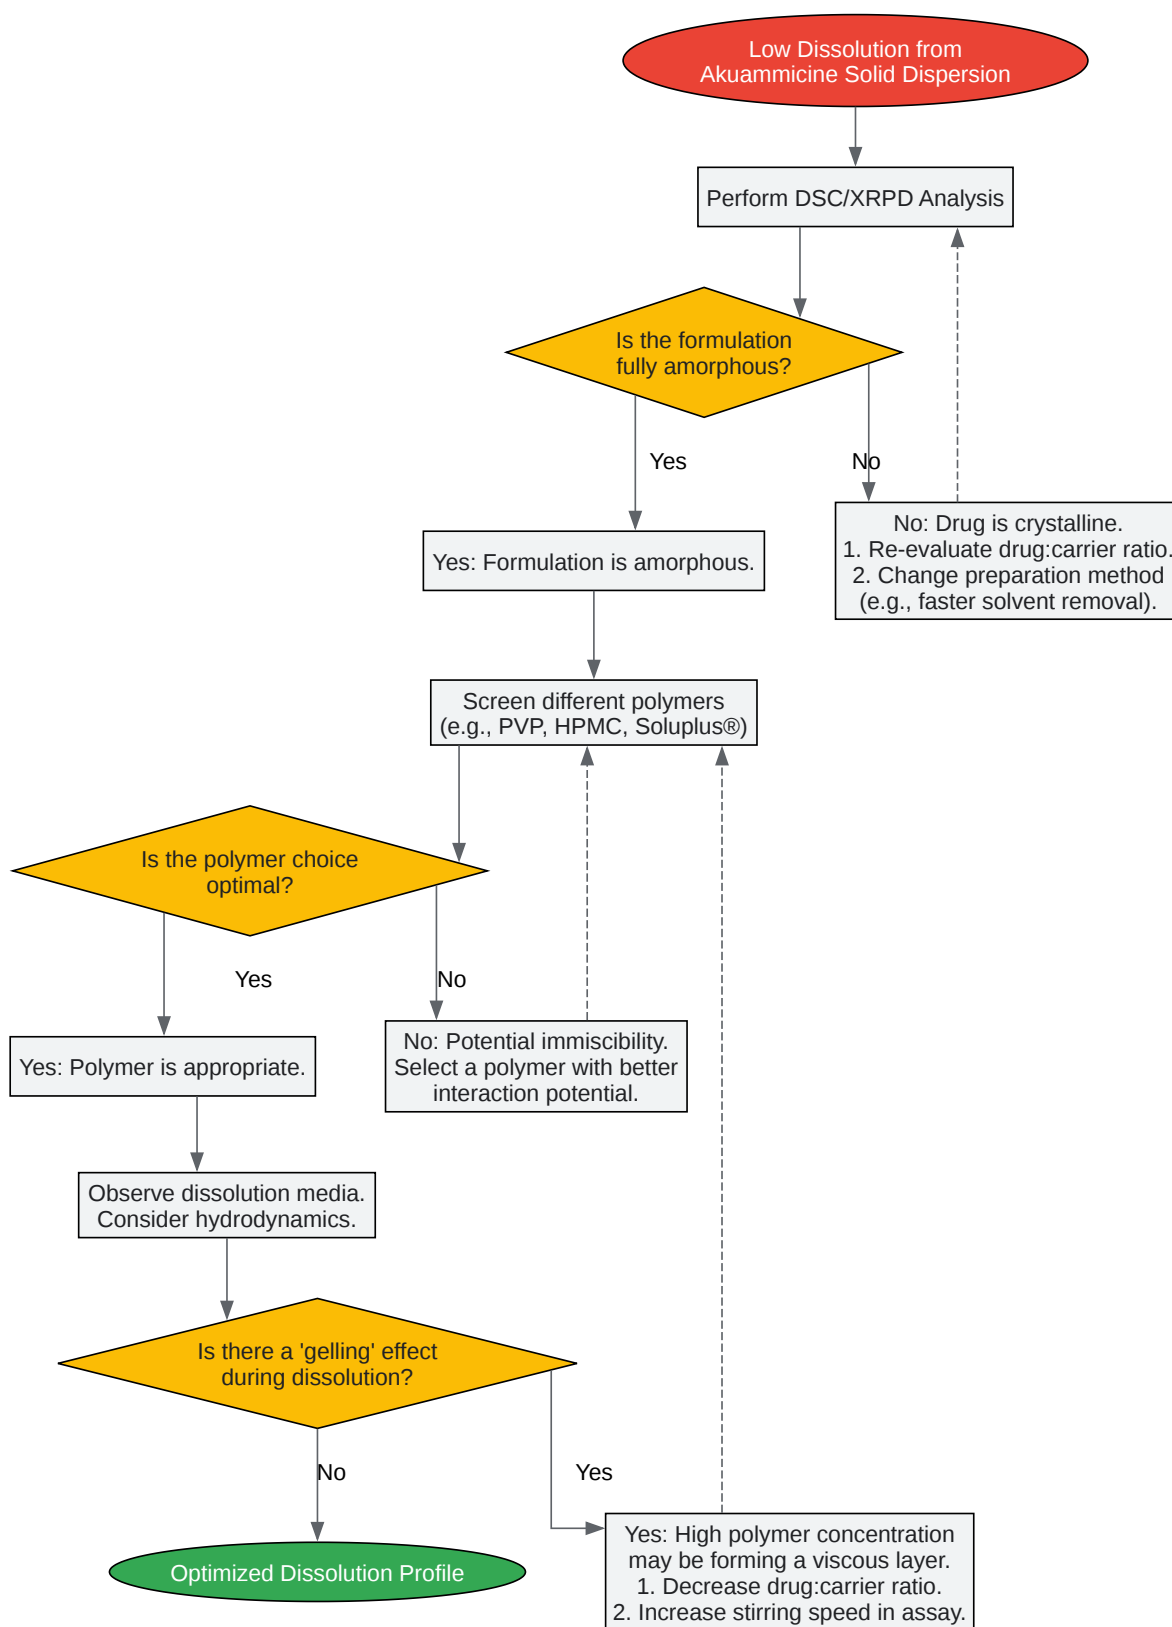 Low Dissolution from
Akuammicine Solid Dispersion
Perform DSC/XRPD Analysis
Is the formulation
fully amorphous?
Yes
No
No: Drug is crystalline.
1. Re-evaluate drug:carrier ratio.
2. Change preparation method
(e.g., faster solvent removal).
Yes: Formulation is amorphous.
Screen different polymers
(e.g., PVP, HPMC, Soluplus®)
Is the polymer choice
optimal?
Yes
No
No: Potential immiscibility.
Select a polymer with better
interaction potential.
Yes: Polymer is appropriate.
Observe dissolution media.
Consider hydrodynamics.
Is there a 'gelling' effect
during dissolution?
No
Yes
Yes: High polymer concentration
may be forming a viscous layer.
1. Decrease drug:carrier ratio.
2. Increase stirring speed in assay.
Optimized Dissolution Profile